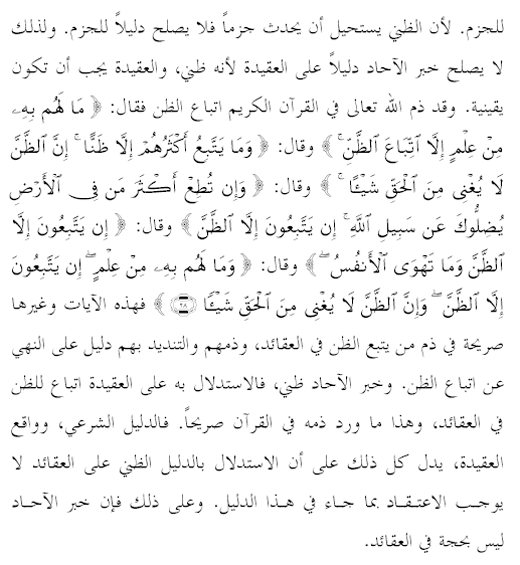 للجزم. لأن الظني يستحيل أن يحدث جزماً فلا يصلح دليلاً للجزم. ولذلك
لا يصلح خبر الآحاد دليلاً على العقيدة لأنه ظني، والعقيدة يجب أن تكون
يقينية. وقد ذم الله تعالى في القرآن الكريم اتباع الظن فقال: ﴿ مَا لَهُم بِهِۦ
مِنْ عِلْمٍ إِلَّا ٱتِّبَاعَ ٱلظَّنِّ ۚ ﴾ وقال: ﴿ وَمَا يَتَّبِعُ أَكْثَرُهُمْ إِلَّا ظَنًّا ۚ إِنَّ ٱلظَّنَّ
لَا يُغْنِى مِنَ ٱلْحَقِّ شَيْـًٔا ۚ ﴾ وقال: ﴿ وَإِن تُطِعْ أَكْثَرَ مَن فِى ٱلْأَرْضِ
يُضِلُّوكَ عَن سَبِيلِ ٱللَّهِ ۚ إِن يَتَّبِعُونَ إِلَّا ٱلظَّنَّ ﴾ وقال: ﴿ إِن يَتَّبِعُونَ إِلَّا
ٱلظَّنَّ وَمَا تَهْوَى ٱلْأَنفُسُ ۖ ﴾ وقال: ﴿ وَمَا لَهُم بِهِۦ مِنْ عِلْمٍ ۖ إِن يَتَّبِعُونَ
إِلَّا ٱلظَّنَّ ۖ وَإِنَّ ٱلظَّنَّ لَا يُغْنِى مِنَ ٱلْحَقِّ شَيْـًٔا ۝٢٨ ﴾ فهذه الآيات وغيرها
صريحة في ذم من يتبع الظن في العقائد، وذمهم والتنديد بهم دليل على النهي
عن اتباع الظن. وخبر الآحاد ظني، فالاستدلال به على العقيدة اتباع للظن
في العقائد، وهذا ما ورد ذمه في القرآن صريحاً. فالدليل الشرعي، وواقع
العقيدة، يدل كل ذلك على أن الاستدلال بالدليل الظني على العقائد لا
يوجب الاعتقاد بما جاء في هذا الدليل. وعلى ذلك فإن خبر الآحاد
ليس بحجة في العقائد.